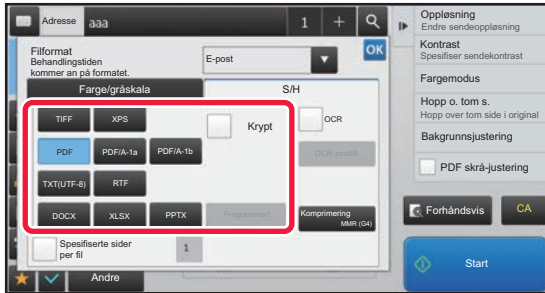 Adresse aaa 1 +
Filformat
Behandlingstiden
kommer an på formatet.
E-post
OK
Farge/gråskala
S/H
TIFF XPS
Krypt
OCR
PDF PDF/A-1a PDF/A-1b
TXT(UTF-8) RTF
DOCX XLSX PPTX
Komprimering
MMR (G4)
Spesifiserte sider
per fil
1
Andre
Oppløsning
Endre sendeoppløsning
Kontrast
Spesifiser sendekontrast
Fargemodus
Hopp o. tom s.
Hopp over tom side i original
Bakgrunnsjustering
PDF skrå-justering
Forhåndsvis CA
Start